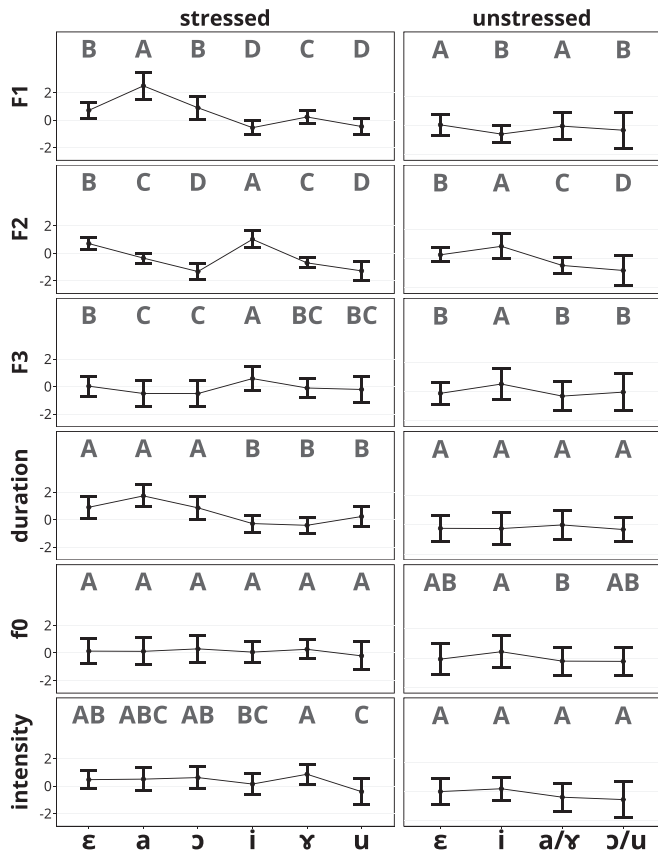 stressed unstressed
B A B D C D A B A B
F1
2
0
-2
B C D A C D B A C D
F2
2
0
-2
B C C A BC BC B A B B
F3
2
0
-2
A A A B B B A A A A
duration
2
0
-2
A A A A A A AB A B AB
f0
2
0
-2
AB ABC AB BC A C A A A A
intensity
2
0
-2
ɛ a ɔ i ɤ u ɛ i a/ɤ ɔ/u